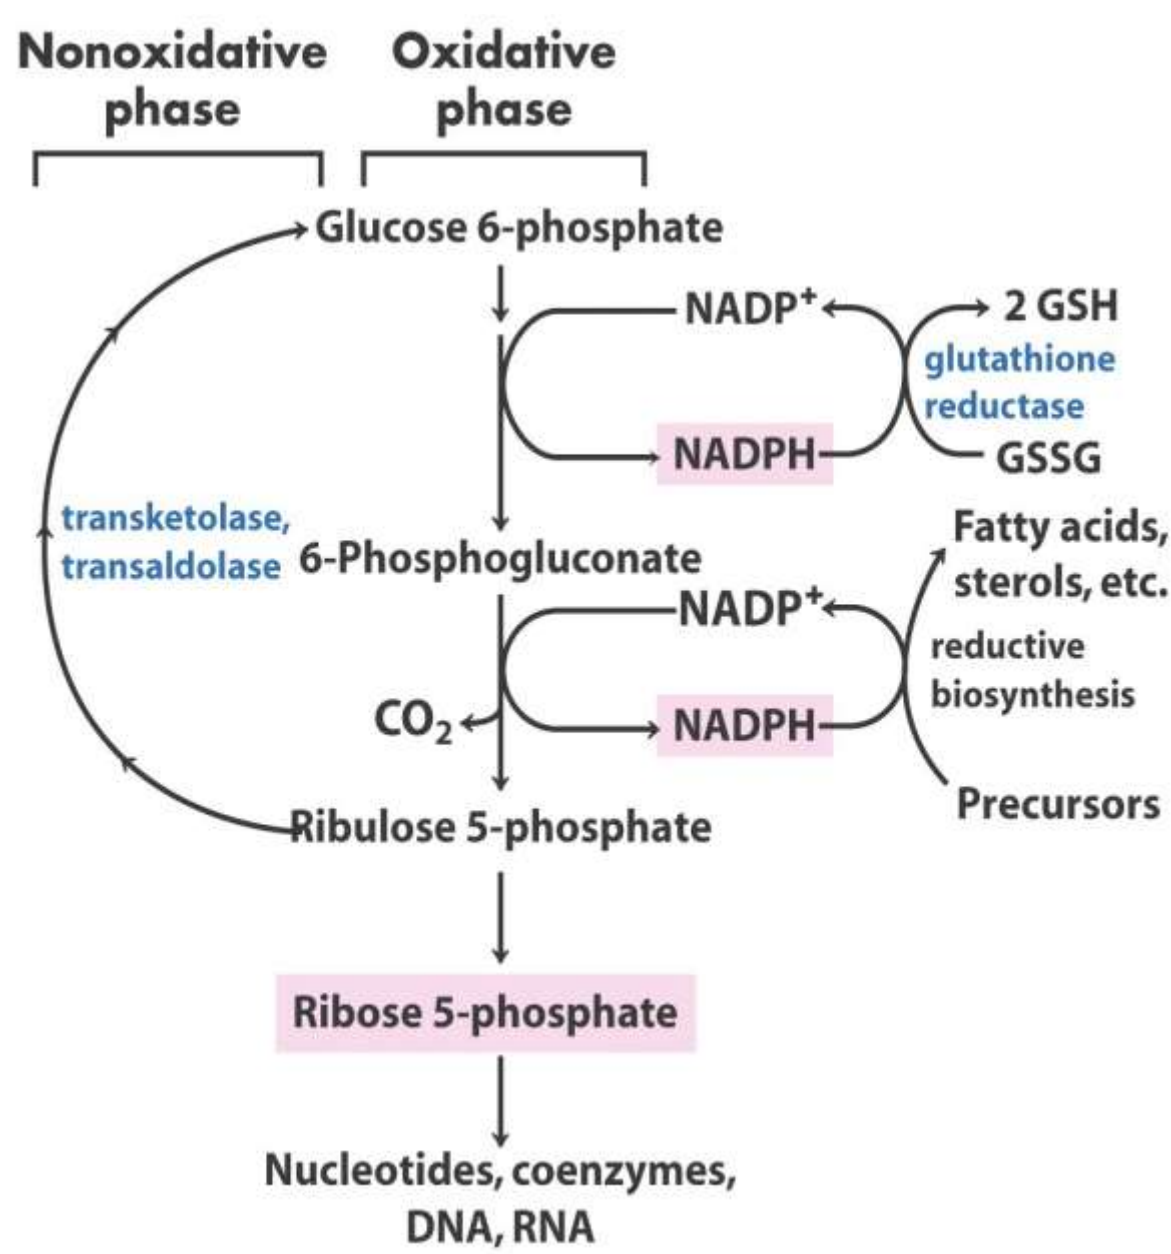 Nonoxidative
phase
Oxidative
phase
Glucose 6-phosphate
NADP⁺
2 GSH
glutathione
reductase
NADPH
GSSG
transketolase,
transaldolase
6-Phosphogluconate
Fatty acids,
sterols, etc.
NADP⁺
reductive
biosynthesis
CO₂
NADPH
Precursors
Ribulose 5-phosphate
Ribose 5-phosphate
Nucleotides, coenzymes,
DNA, RNA